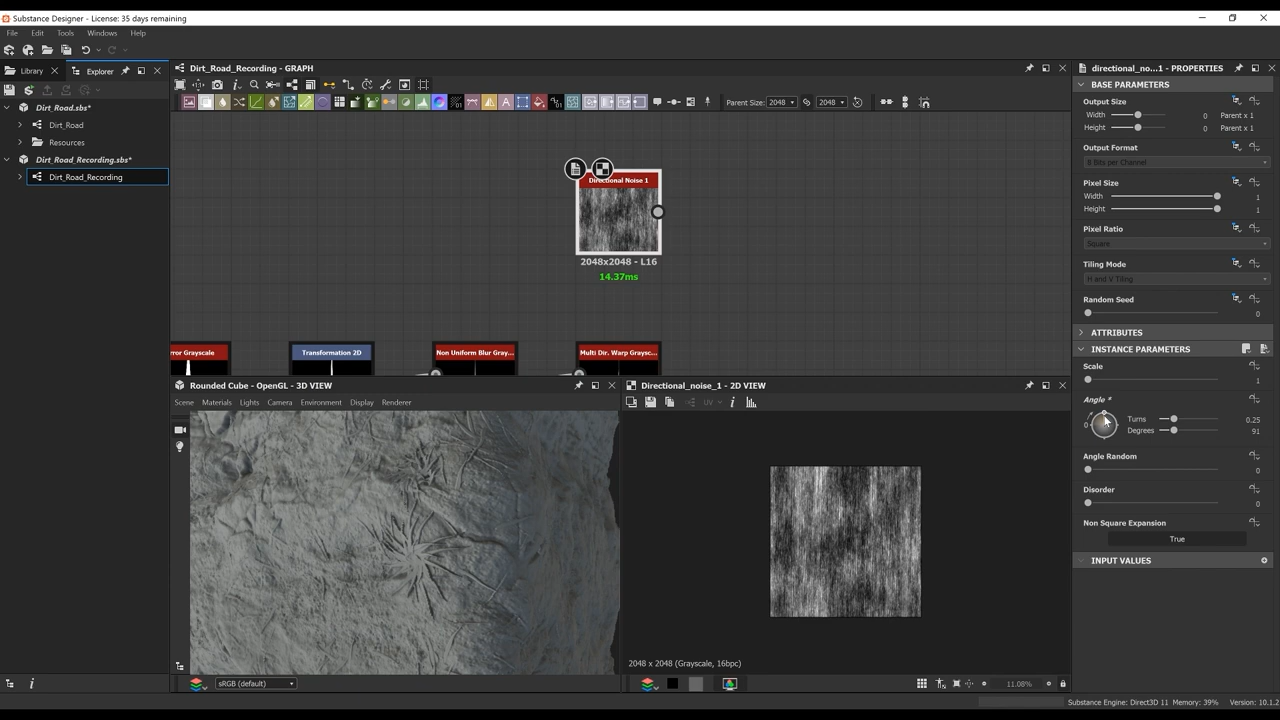 Substance Designer - License: 35 days remaining
File Edit Tools Windows Help
Library
Explorer
Dirt_Road.sbs*
Dirt_Road
Resources
Dirt_Road_Recording.sbs*
Dirt_Road_Recording
Dirt_Road_Recording - GRAPH
Parent Size: 2048 2048
Directional Noise 1
2048x2048 - L16
14.37ms
rror Grayscale
Transformation 2D
Non Uniform Blur Gray...
Multi Dir. Warp Graysc...
Rounded Cube - OpenGL - 3D VIEW
Scene Materials Lights Camera Environment Display Renderer
sRGB (default)
Directional_noise_1 - 2D VIEW
UV
2048 x 2048 (Grayscale, 16bpc)
11.08%
directional_no...1 - PROPERTIES
BASE PARAMETERS
Output Size
Width 0 Parent x 1
Height 0 Parent x 1
Output Format
8 Bits per Channel
Pixel Size
Width 1
Height 1
Pixel Ratio
Square
Tiling Mode
H and V Tiling
Random Seed
0
ATTRIBUTES
INSTANCE PARAMETERS
Scale
1
Angle *
0 Turns 0.25
Degrees 91
Angle Random
0
Disorder
0
Non Square Expansion
True
INPUT VALUES
Substance Engine: Direct3D 11 Memory: 39% Version: 10.1.2